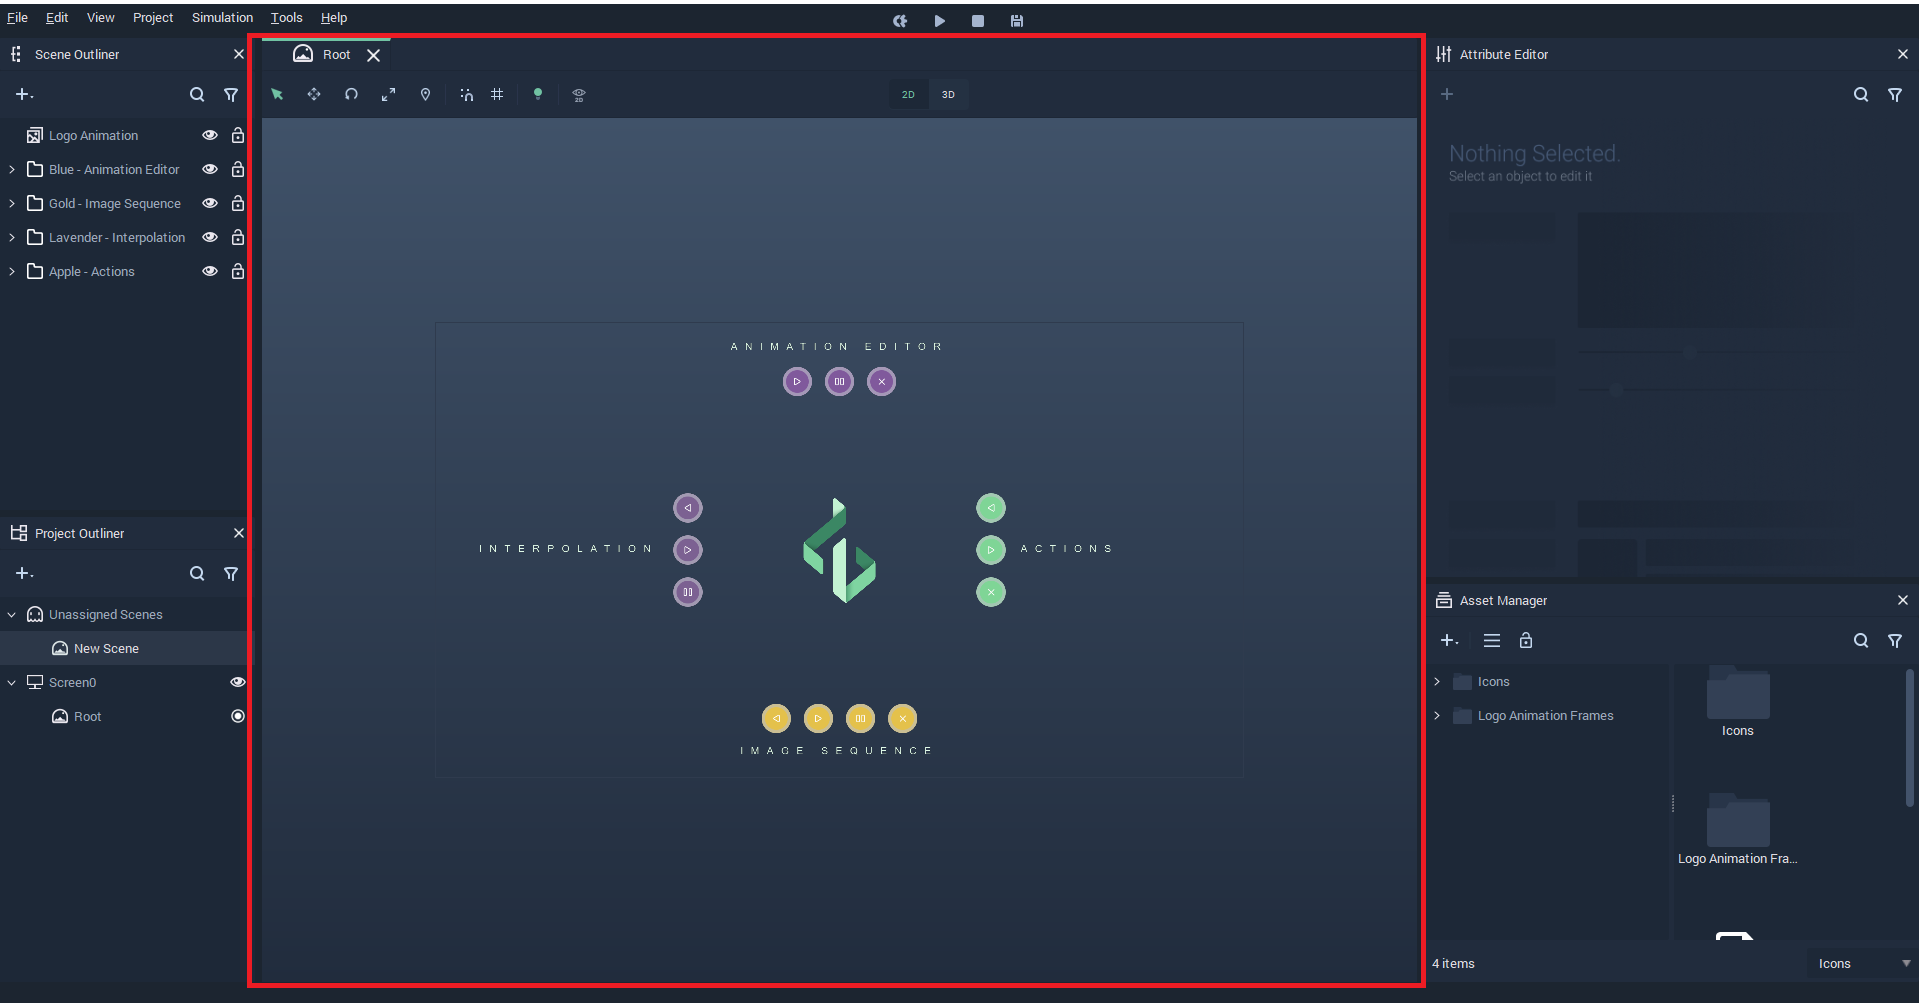 File Edit View Project Simulation Tools Help
Scene Outliner
Logo Animation
Blue - Animation Editor
Gold - Image Sequence
Lavender - Interpolation
Apple - Actions
Project Outliner
Unassigned Scenes
New Scene
Screen0
Root
Root
2D 3D
2D
ANIMATION EDITOR
INTERPOLATION
ACTIONS
IMAGE SEQUENCE
Attribute Editor
Nothing Selected.
Select an object to edit it
Asset Manager
Icons
Logo Animation Frames
Icons
Logo Animation Fra...
4 items
Icons